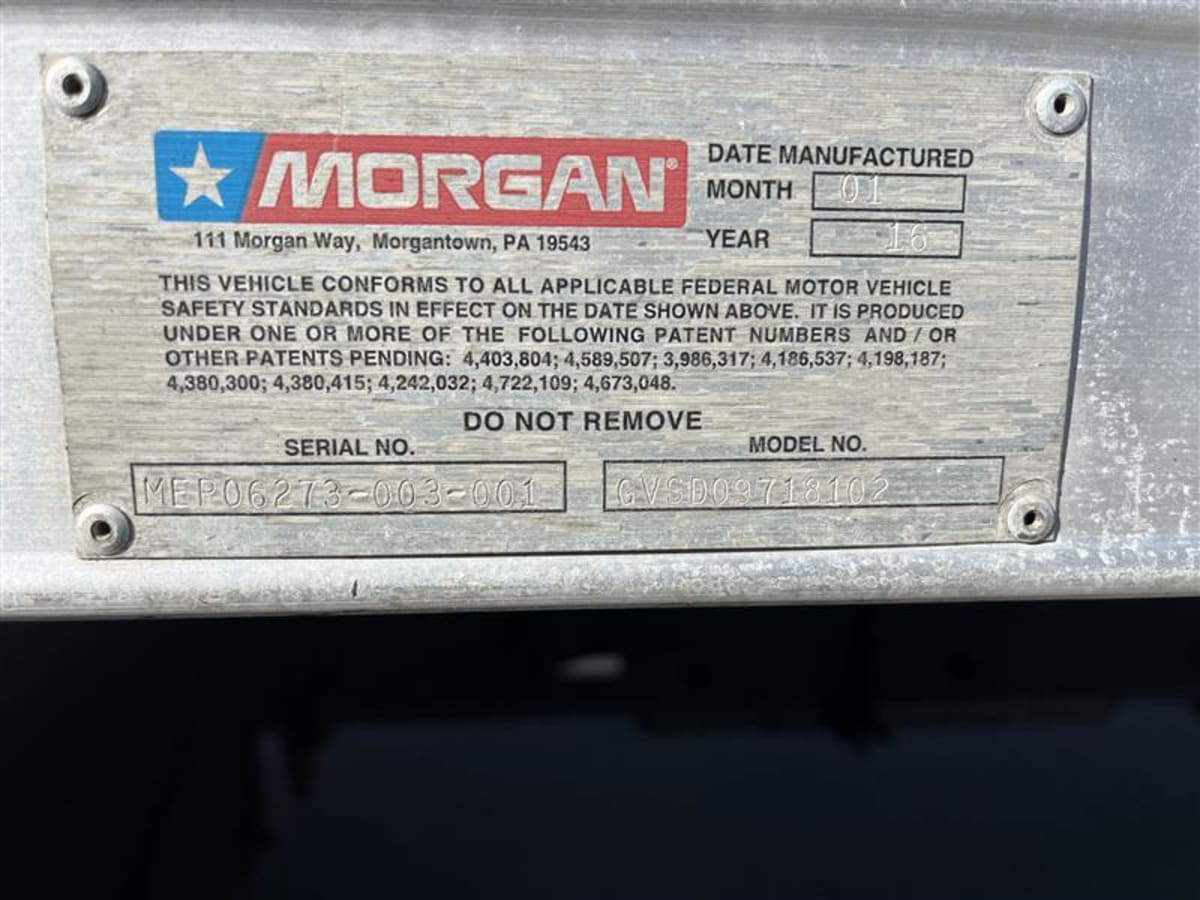 MORGAN®
111 Morgan Way, Morgantown, PA 19543
DATE MANUFACTURED
MONTH 01
YEAR 16
THIS VEHICLE CONFORMS TO ALL APPLICABLE FEDERAL MOTOR VEHICLE
SAFETY STANDARDS IN EFFECT ON THE DATE SHOWN ABOVE. IT IS PRODUCED
UNDER ONE OR MORE OF THE FOLLOWING PATENT NUMBERS AND / OR
OTHER PATENTS PENDING: 4,403,804; 4,589,507; 3,986,317; 4,186,537; 4,198,187;
4,380,300; 4,380,415; 4,242,032; 4,722,109; 4,673,048.
DO NOT REMOVE
SERIAL NO.
MEP06273-003-001
MODEL NO.
GVSD09718102